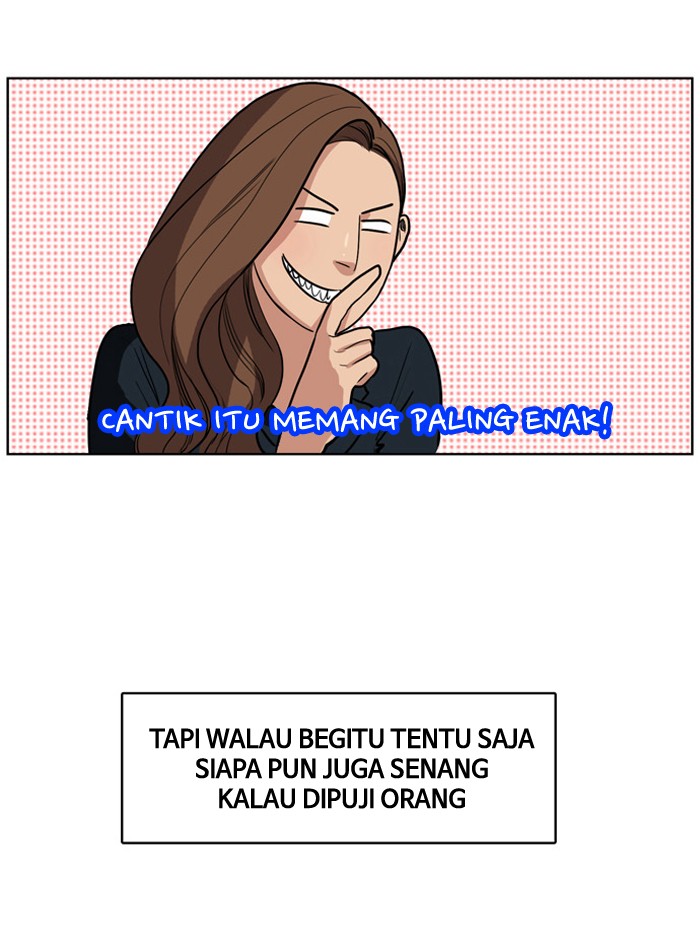 CANTIK ITU MEMANG PALING ENAK!
TAPI WALAU BEGITU TENTU SAJA
SIAPA PUN JUGA SENANG
KALAU DIPUJI ORANG